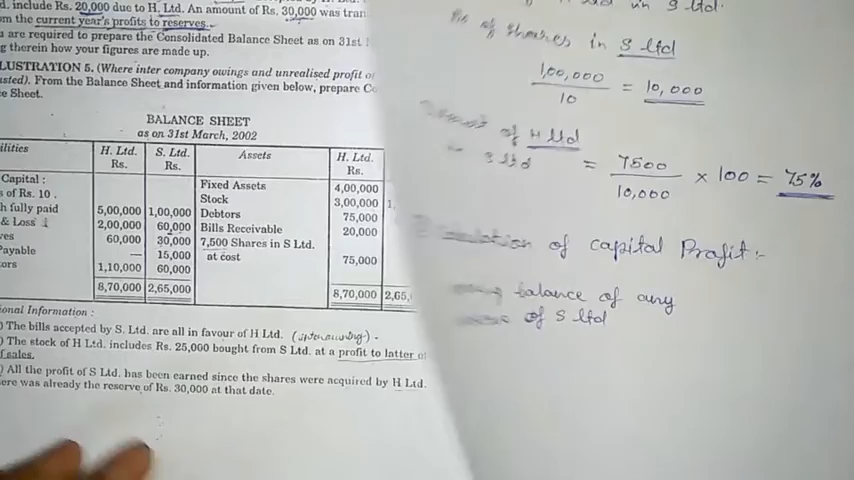 d. include Rs. 20,000 due to H. Ltd. An amount of Rs. 30,000 was tran
om the current year's profits to reserves.
u are required to prepare the Consolidated Balance Sheet as on 31st
g therein how your figures are made up.
LUSTRATION 5. (Where inter company owings and unrealised profit
usted). From the Balance Sheet and information given below, prepare
e Sheet.
BALANCE SHEET
as on 31st March, 2002
ilities H. Ltd. Rs. S. Ltd. Rs. Assets H. Ltd. Rs.
Capital :
s of Rs. 10
h fully paid 5,00,000 1,00,000
& Loss 2,00,000 60,000
ves 60,000 30,000
Payable — 15,000
ors 1,10,000 60,000
8,70,000 2,65,000
Fixed Assets 4,00,000
Stock 3,00,000
Debtors 75,000
Bills Receivable 20,000
7,500 Shares in S Ltd.
at cost 75,000
8,70,000 2,65,
ional Information :
) The bills accepted by S. Ltd. are all in favour of H Ltd.
) The stock of H Ltd. includes Rs. 25,000 bought from S Ltd. at a profit to latter
sales.
) All the profit of S Ltd. has been earned since the shares were acquired by H Ltd.
ere was already the reserve of Rs. 30,000 at that date.
in S Ltd.
of shares in S Ltd
1,00,000
10
= 10,000
of H Ltd
S Ltd
= 7500
10,000
× 100 = 75%
of capital Profit :-
balance of any
of S Ltd